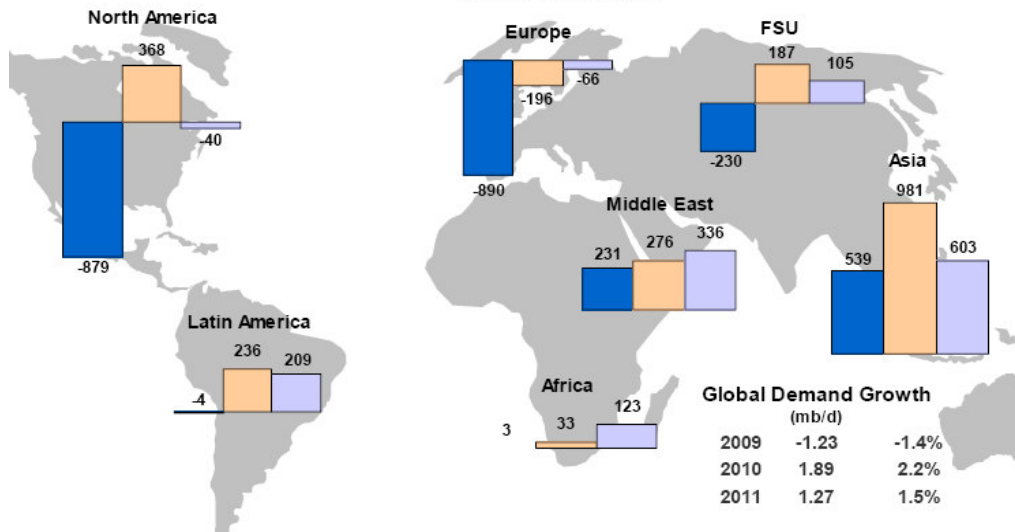 North America
368
-40
-879
Europe
-196
-66
-890
FSU
187
105
-230
Asia
981
539
603
Middle East
231
276
336
Latin America
-4
236
209
Africa
3
33
123
Global Demand Growth
(mb/d)
2009 -1.23 -1.4%
2010 1.89 2.2%
2011 1.27 1.5%